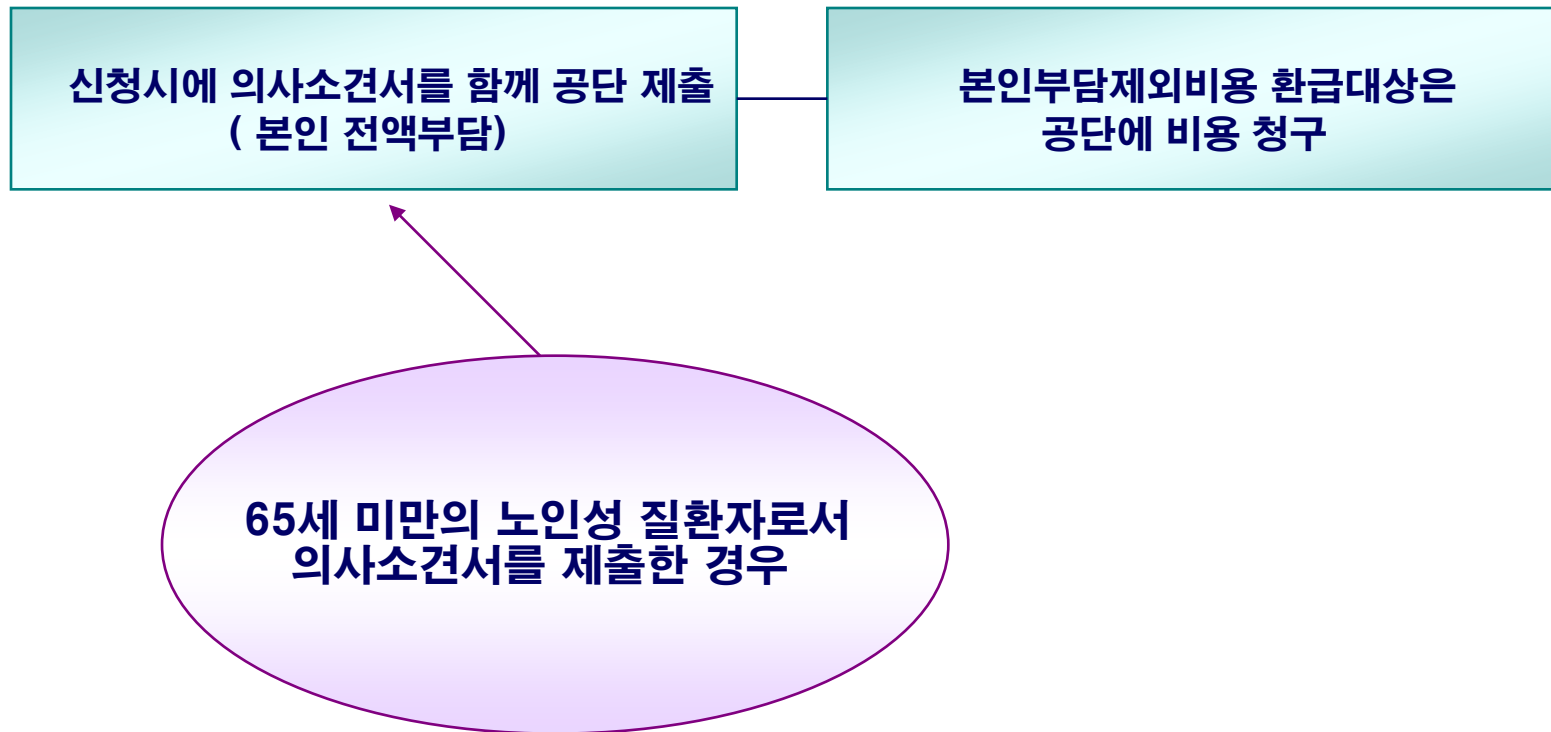 신청시에 의사소견서를 함께 공단 제출
( 본인 전액부담)
본인부담제외비용 환급대상은
공단에 비용 청구
65세 미만의 노인성 질환자로서
의사소견서를 제출한 경우